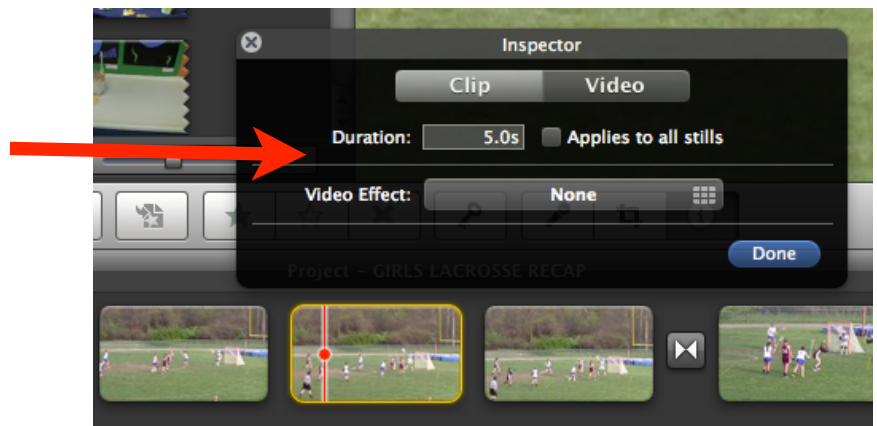 Inspector
Clip Video
Duration: 5.0s Applies to all stills
Video Effect: None
Done
Project - GIRLS LACROSSE RECAP